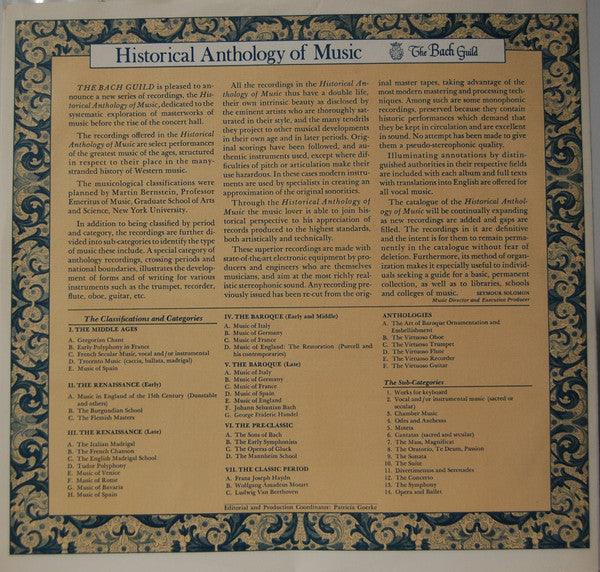 Historical Anthology of Music
The Bach Guild
THE BACH GUILD is pleased to an-
nounce a new series of recordings, the His-
torical Anthology of Music, dedicated to the
systematic exploration of masterworks of
music before the rise of the concert hall.
The recordings offered in the Historical
Anthology of Music are select performances
of the greatest music of the ages, structured
in respect to their place in the many-
stranded history of Western music.
The musicological classifications were
planned by Martin Bernstein, Professor
Emeritus of Music, Graduate School of Arts
and Science, New York University.
In addition to being classified by period
and category, the recordings are further di-
vided into sub-categories to identify the type
of music these include. A special category of
anthology recordings, crossing periods and
national boundaries, illustrates the develop-
ment of forms and of writing for various
instruments such as the trumpet, recorder,
flute, oboe, guitar, etc.
All the recordings in the Historical An-
thology of Music thus have a double life,
their own intrinsic beauty as disclosed by
the eminent artists who are thoroughly sat-
urated in their style, and the many tendrils
they project to other musical developments
in their own age and in later periods. Orig-
inal scorings have been followed, and au-
thentic instruments used, except where dif-
ficulties of pitch or articulation make their
use hazardous. In these cases modern instru-
ments are used by specialists in creating an
approximation of the original sonorities.
Through the Historical Anthology of
Music the music lover is able to join his-
torical perspective to his appreciation of
records produced to the highest standards,
both artistically and technically.
These superior recordings are made with
state-of-the-art electronic equipment by pro-
ducers and engineers who are themselves
musicians, and aim at the most richly real-
istic stereophonic sound. Any recording pre-
viously issued has been re-cut from the orig-
inal master tapes, taking advantage of the
most modern mastering and processing tech-
niques. Among such are some monophonic
recordings, preserved because they contain
historic performances which demand that
they be kept in circulation and are excellent
in sound. No attempt has been made to give
them a pseudo-stereophonic quality.
Illuminating annotations by distin-
guished authorities in their respective fields
are included with each album and full texts
with translations into English are offered for
all vocal music.
The catalogue of the Historical Anthol-
ogy of Music will be continually expanding
as new recordings are added and gaps are
filled. The recordings in it are definitive
and the intent is for them to remain perma-
nently in the catalogue without fear of
deletion. Furthermore, its method of organ-
ization makes it especially useful to individ-
uals seeking a guide for a basic, permanent
collection, as well as to libraries, schools
and colleges of music.
SEYMOUR SOLOMON
Music Director and Executive Producer
The Classifications and Categories
I. THE MIDDLE AGES
A. Gregorian Chant
B. Early Polyphony in France
C. French Secular Music, vocal and/or instrumental
D. Trecento Music (caccia, ballata, madrigal)
E. Music of Spain
II. THE RENAISSANCE (Early)
A. Music in England of the 15th Century (Dunstable
and others)
B. The Burgundian School
C. The Flemish Masters
III. THE RENAISSANCE (Late)
A. The Italian Madrigal
B. The French Chanson
C. The English Madrigal School
D. Tudor Polyphony
E. Music of Venice
F. Music of Rome
G. Music of Bavaria
H. Music of Spain
IV. THE BAROQUE (Early and Middle)
A. Music of Italy
B. Music of Germany
C. Music of France
D. Music of England: The Restoration (Purcell and
his contemporaries)
V. THE BAROQUE (Late)
A. Music of Italy
B. Music of Germany
C. Music of France
D. Music of Spain
E. Music of England
F. Johann Sebastian Bach
G. George Frideric Handel
VI. THE PRE-CLASSIC
A. The Sons of Bach
B. The Early Symphonists
C. The Operas of Gluck
D. The Mannheim School
VII. THE CLASSIC PERIOD
A. Franz Joseph Haydn
B. Wolfgang Amadeus Mozart
C. Ludwig Van Beethoven
ANTHOLOGIES
A. The Art of Baroque Ornamentation and
Embellishment
B. The Virtuoso Oboe
C. The Virtuoso Trumpet
D. The Virtuoso Flute
E. The Virtuoso Recorder
F. The Virtuoso Guitar
The Sub-Categories
1. Works for keyboard
2. Vocal and/or instrumental music (sacred or
secular)
3. Chamber Music
4. Odes and Anthems
5. Motets
6. Cantatas (sacred and secular)
7. The Mass, Magnificat
8. The Oratorio, Te Deum, Passion
9. The Sonata
10. The Suite
11. Divertimentos and Serenades
12. The Concerto
13. The Symphony
14. Opera and Ballet
Editorial and Production Coordinator: Patricia Goerke